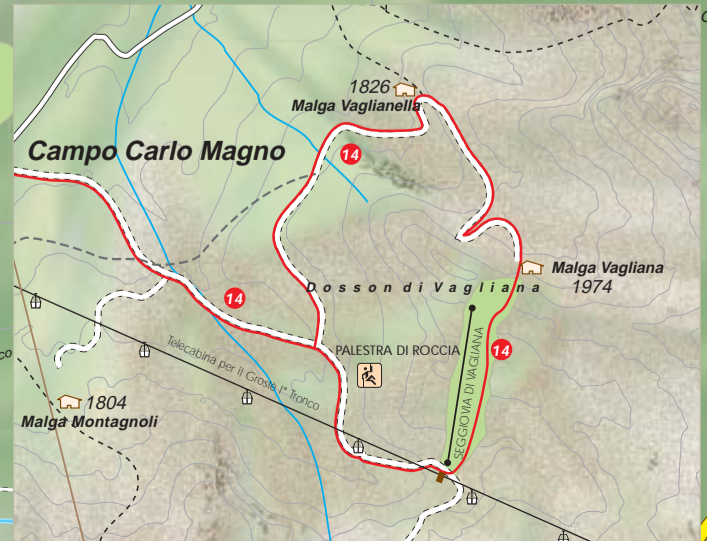 1826
Malga Vaglianella
Campo Carlo Magno
14
Malga Vagliana
1974
Dosson di Vagliana
14
PALESTRA DI ROCCIA
14
SEGGIOVIA DI VAGLIANA
Telecabina per il Grostè I° Tronco
1804
Malga Montagnoli